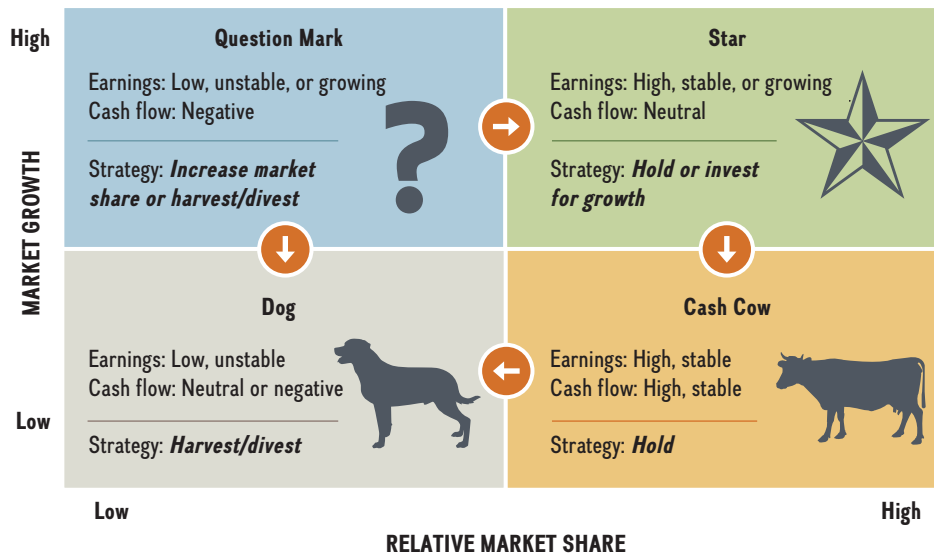 High
Question Mark
Earnings: Low, unstable, or growing
Cash flow: Negative
Strategy: Increase market
share or harvest/divest
?
Star
Earnings: High, stable, or growing
Cash flow: Neutral
Strategy: Hold or invest
for growth
MARKET GROWTH
Dog
Earnings: Low, unstable
Cash flow: Neutral or negative
Strategy: Harvest/divest
Cash Cow
Earnings: High, stable
Cash flow: High, stable
Strategy: Hold
Low
Low
High
RELATIVE MARKET SHARE